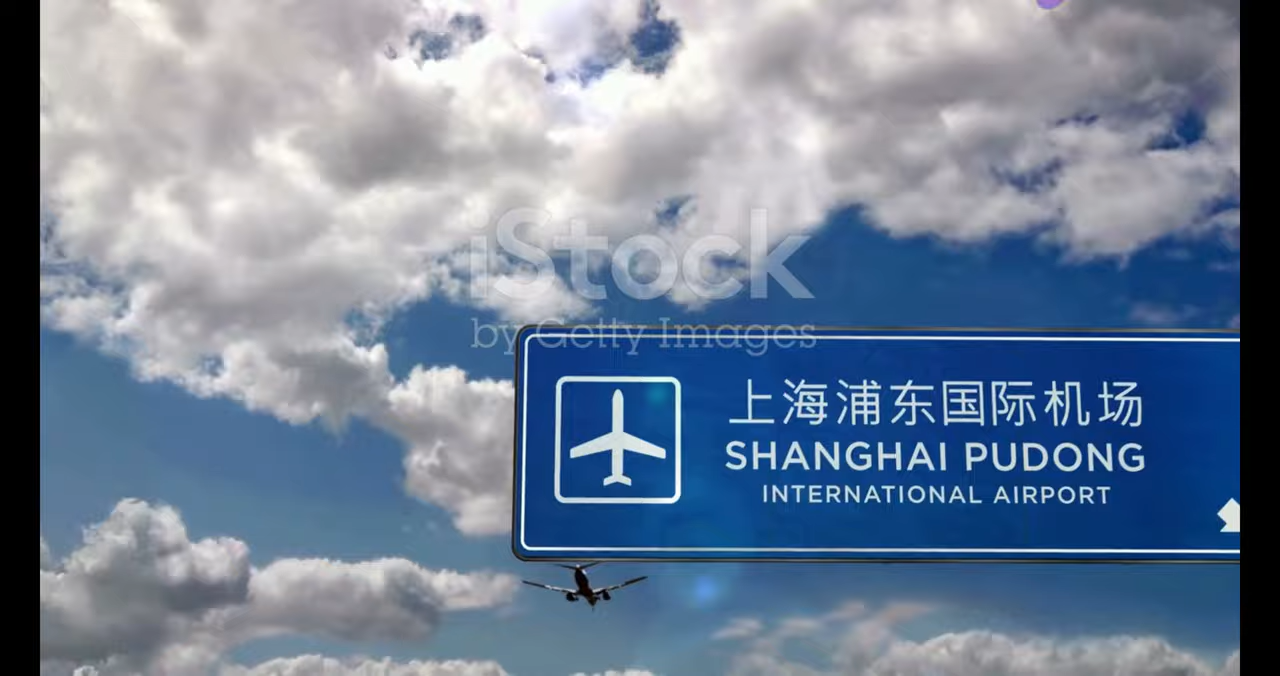 iStock
by Getty Images
上海浦东国际机场
SHANGHAI PUDONG
INTERNATIONAL AIRPORT